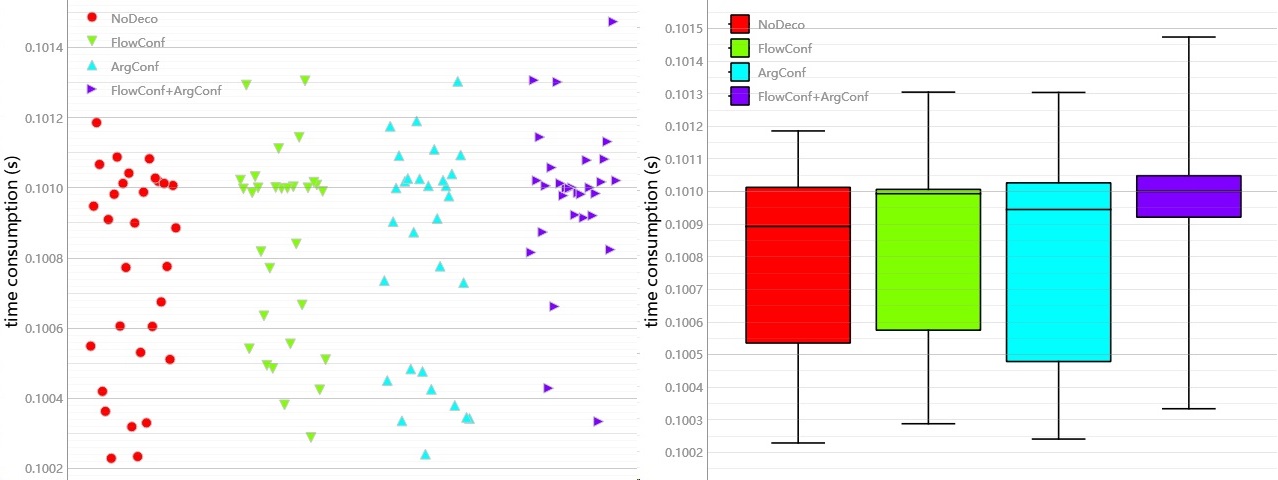 NoDeco
FlowConf
ArgConf
FlowConf+ArgConf
0.1014
0.1012
0.1010
0.1008
0.1006
0.1004
0.1002
time consumption (s)
NoDeco
FlowConf
ArgConf
FlowConf+ArgConf
0.1015
0.1014
0.1013
0.1012
0.1011
0.1010
0.1009
0.1008
0.1007
0.1006
0.1005
0.1004
0.1003
0.1002
time consumption (s)